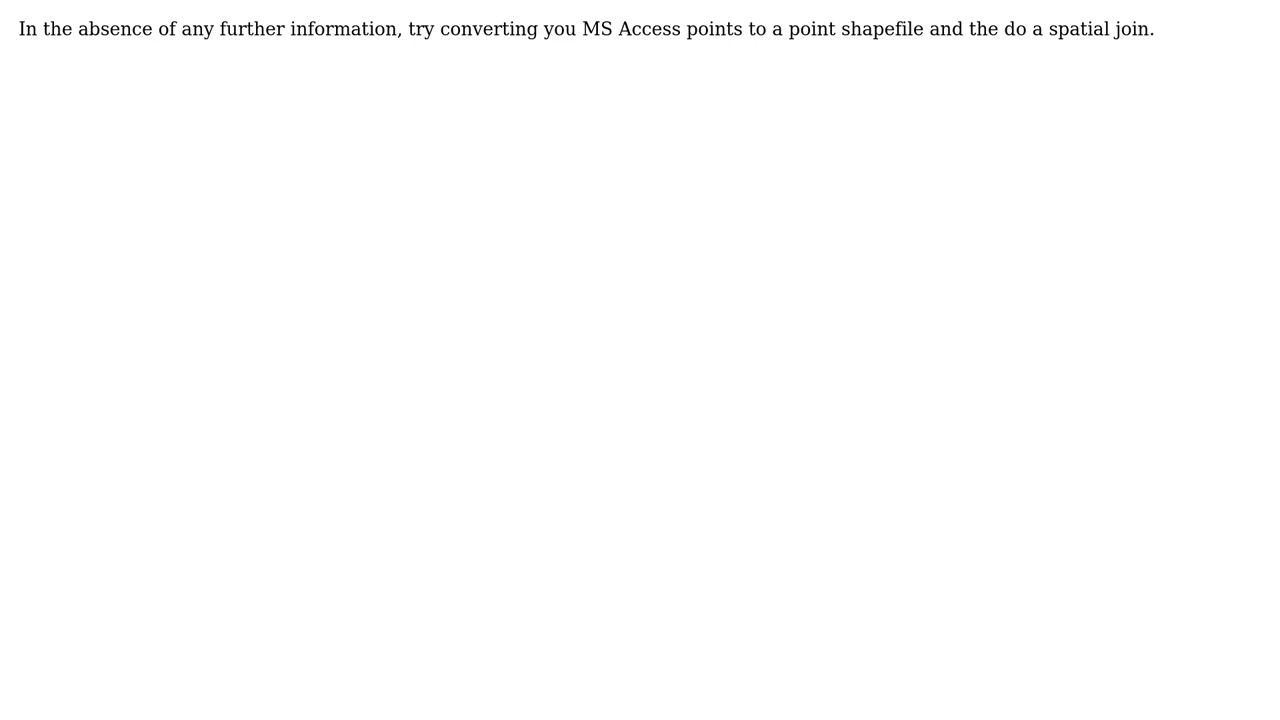 In the absence of any further information, try converting you MS Access points to a point shapefile and the do a spatial join.